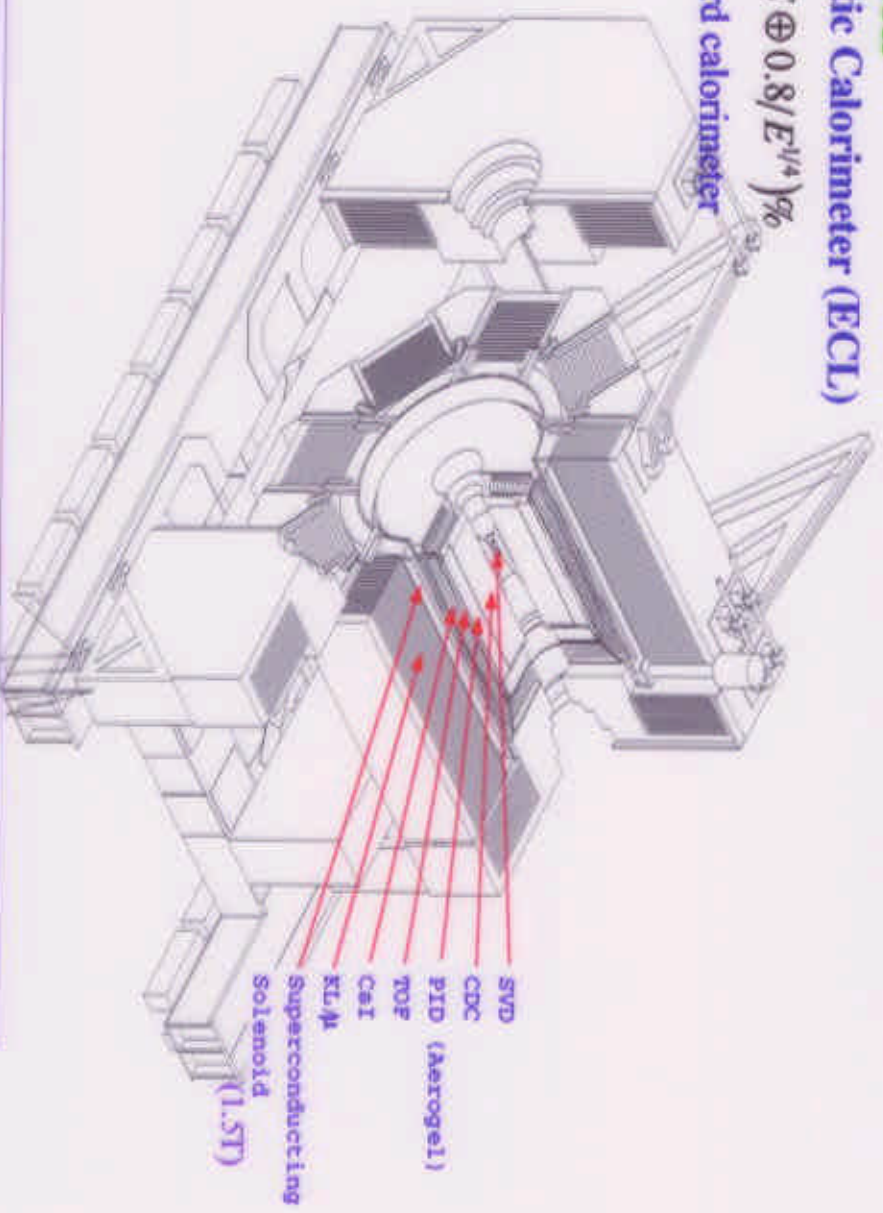 ic Calorimeter (ECL)
⊕0.8/E^{1/4})%
rd calorimeter
SVD
CDC
PID (Aerogel)
TOF
CsI
KL/μ
Superconducting
Solenoid
(1.5T)